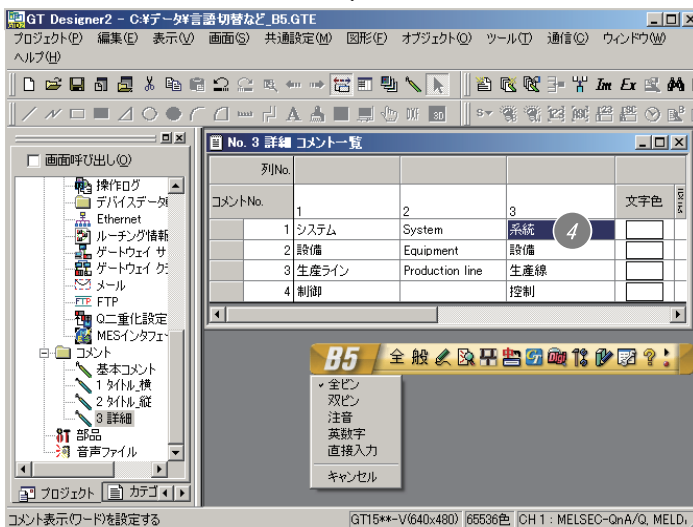 GT Designer2 - C:¥データ¥言語切替など_B5.GTE
プロジェクト(P) 編集(E) 表示(V) 画面(S) 共通設定(M) 図形(F) オブジェクト(O) ツール(T) 通信(C) ウィンドウ(W)
ヘルプ(H)
Im Ex
A DXF 3D S
画面呼び出し(O)
操作ログ
デバイスデータ
Ethernet
ルーチング情報
ゲートウェイ サ
ゲートウェイ ク
メール
FTP
Q二重化設定
MESインタフェー
コメント
基本コメント
1 タイトル_横
2 タイトル_縦
3 詳細
部品
音声ファイル
プロジェクト カテゴ
No. 3 詳細 コメント一覧
列No.
コメントNo. 1 2 3 文字色
1 システム System 系統 4
2 設備 Equipment 設備
3 生産ライン Production line 生産線
4 制御 控制
B5 全 般
全ピン
双ピン
注音
英数字
直接入力
キャンセル
コメント表示(ワード)を設定する GT15**-V(640x480) 65536色 CH 1 : MELSEC-QnA/Q, MELD